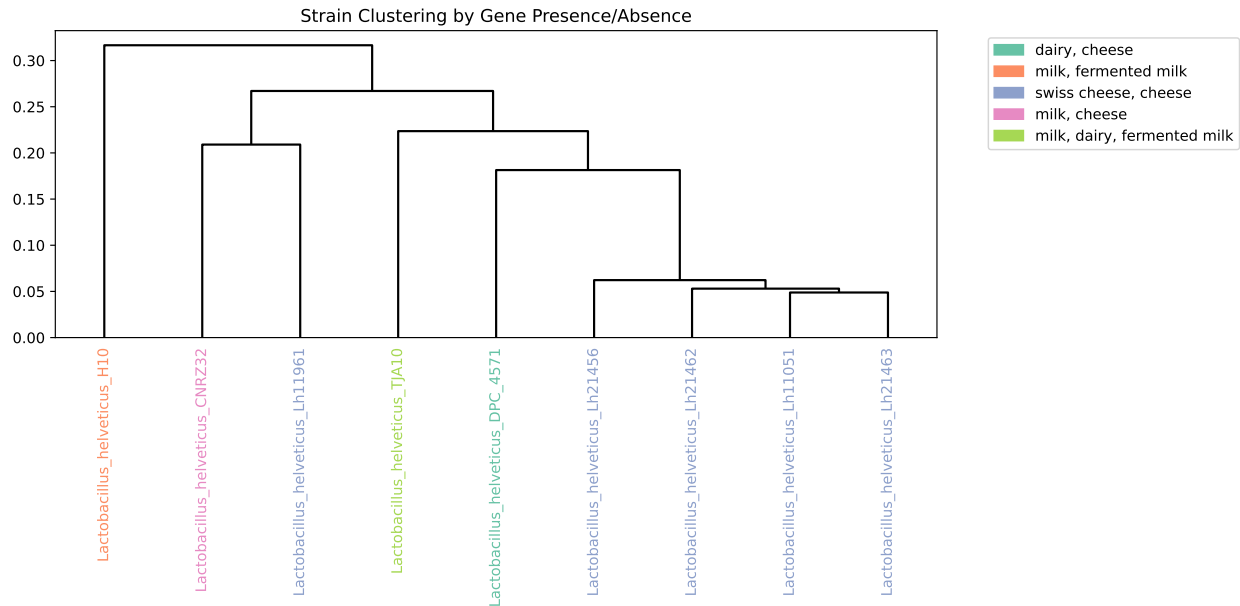 Strain Clustering by Gene Presence/Absence
0.30
0.25
0.20
0.15
0.10
0.05
0.00
Lactobacillus_helveticus_H10
Lactobacillus_helveticus_CNRZ32
Lactobacillus_helveticus_Lh11961
Lactobacillus_helveticus_TJA10
Lactobacillus_helveticus_DPC_4571
Lactobacillus_helveticus_Lh21456
Lactobacillus_helveticus_Lh21462
Lactobacillus_helveticus_Lh11051
Lactobacillus_helveticus_Lh21463
dairy, cheese
milk, fermented milk
swiss cheese, cheese
milk, cheese
milk, dairy, fermented milk